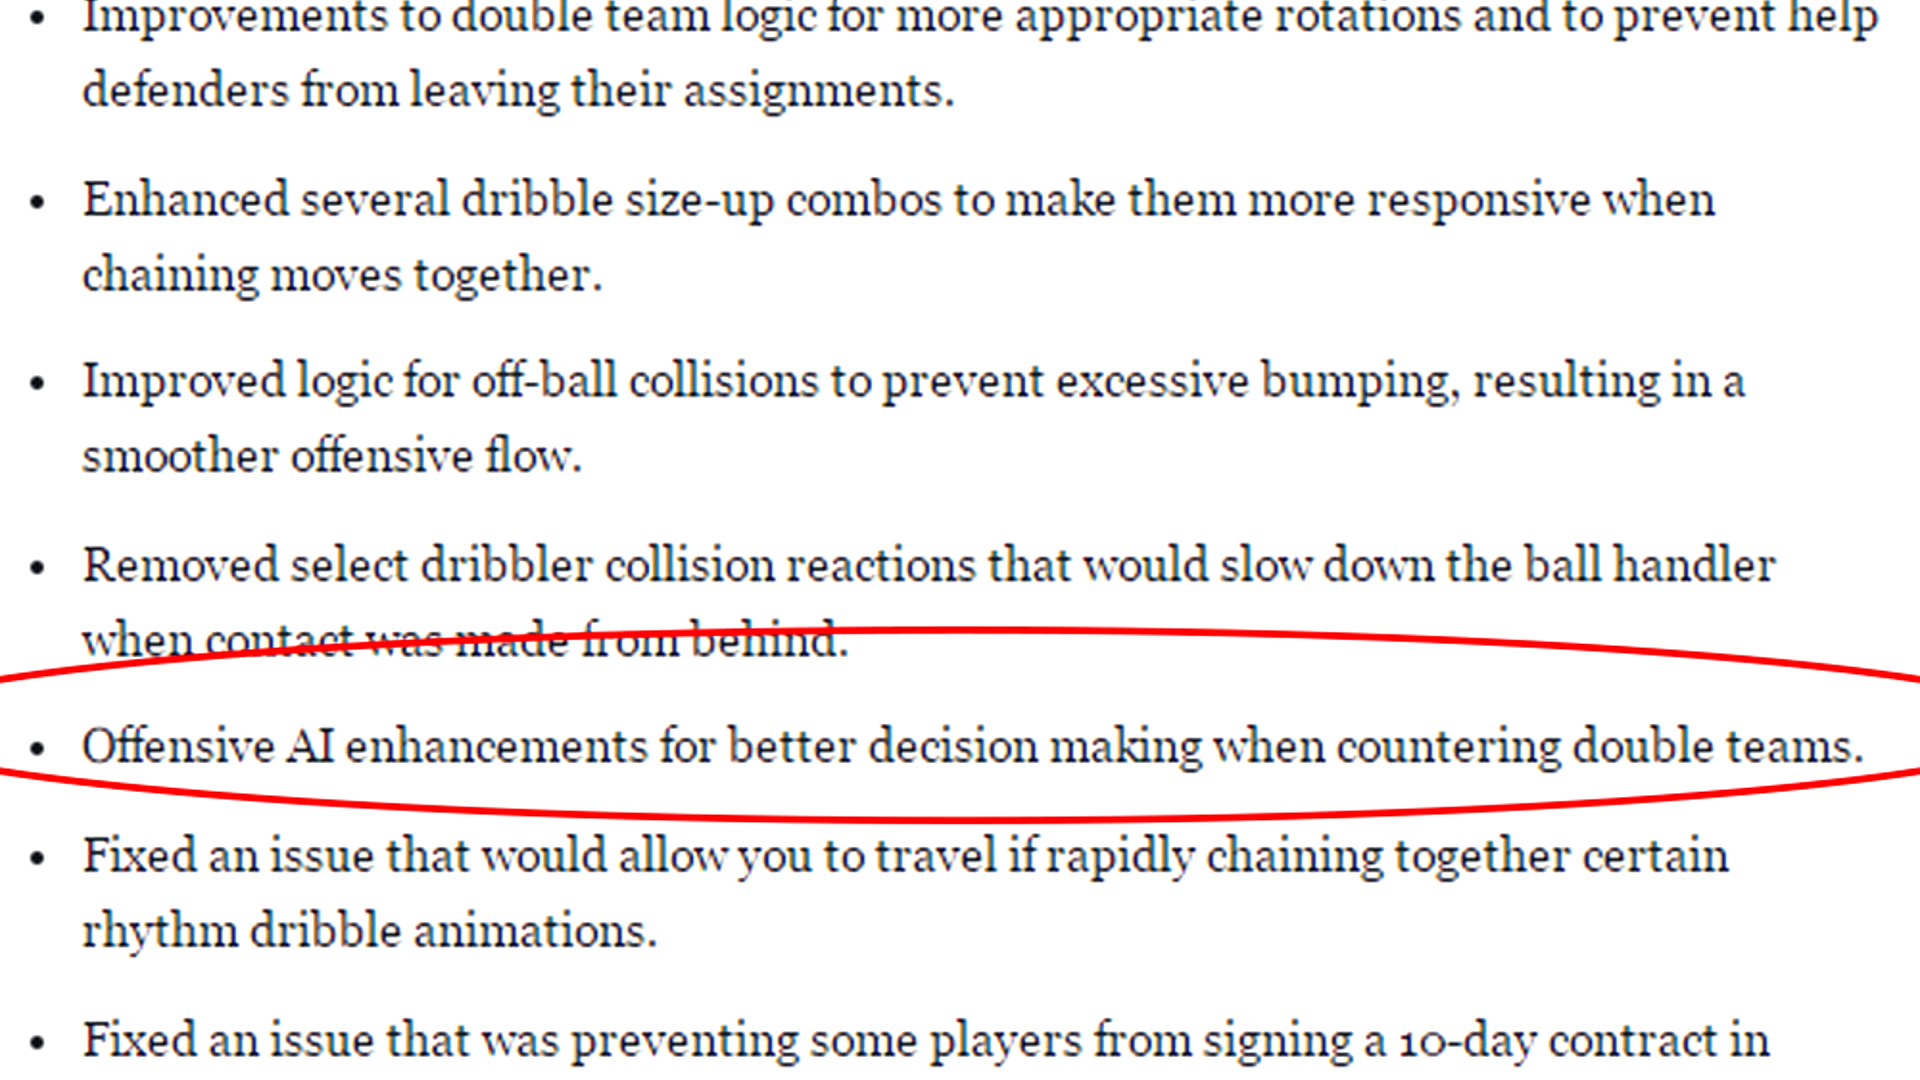 • Improvements to double team logic for more appropriate rotations and to prevent help
defenders from leaving their assignments.
• Enhanced several dribble size-up combos to make them more responsive when
chaining moves together.
• Improved logic for off-ball collisions to prevent excessive bumping, resulting in a
smoother offensive flow.
• Removed select dribbler collision reactions that would slow down the ball handler
when contact was made from behind.
• Offensive AI enhancements for better decision making when countering double teams.
• Fixed an issue that would allow you to travel if rapidly chaining together certain
rhythm dribble animations.
• Fixed an issue that was preventing some players from signing a 10-day contract in